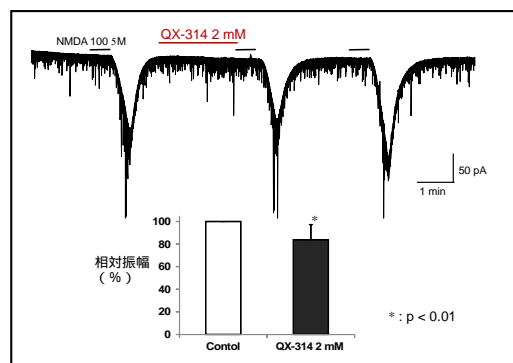 NMDA 100 5M
QX-314 2 mM
50 pA
1 min
相対振幅
(%)
100
80
60
40
20
0
Contol
QX-314 2 mM
*
* : p < 0.01